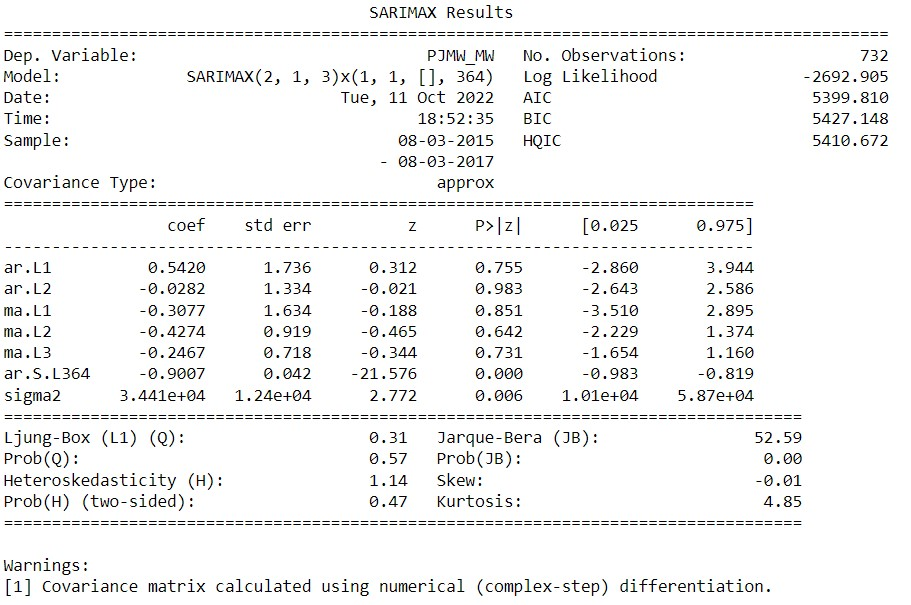 SARIMAX Results
==============================================================================================
Dep. Variable: PJMW_MW No. Observations: 732
Model: SARIMAX(2, 1, 3)x(1, 1, [], 364) Log Likelihood -2692.905
Date: Tue, 11 Oct 2022 AIC 5399.810
Time: 18:52:35 BIC 5427.148
Sample: 08-03-2015 HQIC 5410.672
- 08-03-2017
Covariance Type: approx
==============================================================================
coef std err z P>|z| [0.025 0.975]
------------------------------------------------------------------------------
ar.L1 0.5420 1.736 0.312 0.755 -2.860 3.944
ar.L2 -0.0282 1.334 -0.021 0.983 -2.643 2.586
ma.L1 -0.3077 1.634 -0.188 0.851 -3.510 2.895
ma.L2 -0.4274 0.919 -0.465 0.642 -2.229 1.374
ma.L3 -0.2467 0.718 -0.344 0.731 -1.654 1.160
ar.S.L364 -0.9007 0.042 -21.576 0.000 -0.983 -0.819
sigma2 3.441e+04 1.24e+04 2.772 0.006 1.01e+04 5.87e+04
===================================================================================
Ljung-Box (L1) (Q): 0.31 Jarque-Bera (JB): 52.59
Prob(Q): 0.57 Prob(JB): 0.00
Heteroskedasticity (H): 1.14 Skew: -0.01
Prob(H) (two-sided): 0.47 Kurtosis: 4.85
===================================================================================
Warnings:
[1] Covariance matrix calculated using numerical (complex-step) differentiation.